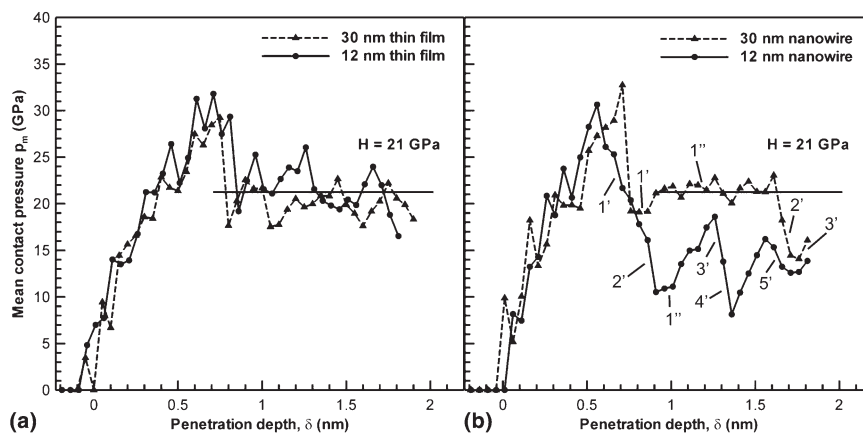 40
35
30
25
20
15
10
5
0
Mean contact pressure pm (GPa)
30 nm thin film
12 nm thin film
H = 21 GPa
0 0.5 1 1.5 2
Penetration depth, δ (nm)
(a)
30 nm nanowire
12 nm nanowire
H = 21 GPa
1''
1'
1'
2'
3'
2'
3'
1''
4'
5'
0 0.5 1 1.5 2
Penetration depth, δ (nm)
(b)